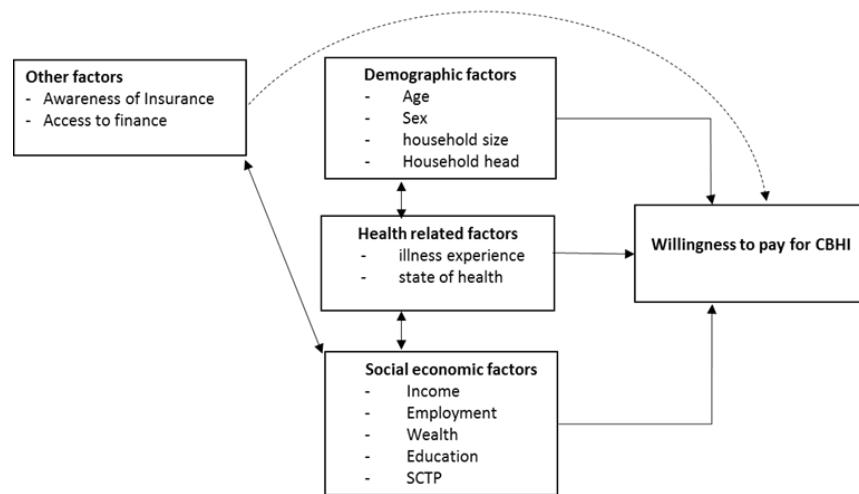 Other factors
- Awareness of Insurance
- Access to finance
Demographic factors
- Age
- Sex
- household size
- Household head
Health related factors
- illness experience
- state of health
Willingness to pay for CBHI
Social economic factors
- Income
- Employment
- Wealth
- Education
- SCTP